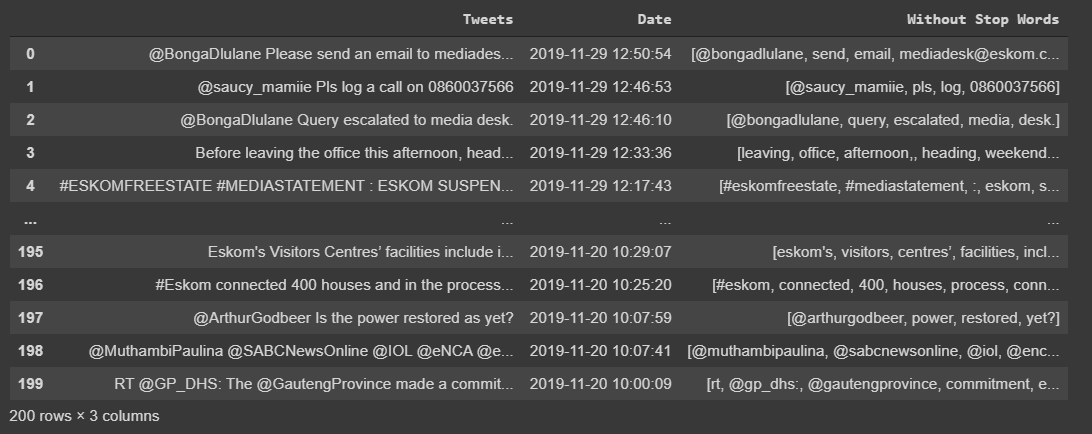 Tweets Date Without Stop Words
0 @BongaDlulane Please send an email to mediades... 2019-11-29 12:50:54 [@bongadlulane, send, email, mediadesk@eskom.c...
1 @saucy_mamiie Pls log a call on 0860037566 2019-11-29 12:46:53 [@saucy_mamiie, pls, log, 0860037566]
2 @BongaDlulane Query escalated to media desk. 2019-11-29 12:46:10 [@bongadlulane, query, escalated, media, desk.]
3 Before leaving the office this afternoon, head... 2019-11-29 12:33:36 [leaving, office, afternoon,, heading, weekend...
4 #ESKOMFREESTATE #MEDIASTATEMENT : ESKOM SUSPEN... 2019-11-29 12:17:43 [#eskomfreestate, #mediastatement, :, eskom, s...
... ... ... ...
195 Eskom's Visitors Centres’ facilities include i... 2019-11-20 10:29:07 [eskom's, visitors, centres’, facilities, incl...
196 #Eskom connected 400 houses and in the process... 2019-11-20 10:25:20 [#eskom, connected, 400, houses, process, conn...
197 @ArthurGodbeer Is the power restored as yet? 2019-11-20 10:07:59 [@arthurgodbeer, power, restored, yet?]
198 @MuthambiPaulina @SABCNewsOnline @IOL @eNCA @e... 2019-11-20 10:07:41 [@muthambipaulina, @sabcnewsonline, @iol, @enc...
199 RT @GP_DHS: The @GautengProvince made a commit... 2019-11-20 10:00:09 [rt, @gp_dhs:, @gautengprovince, commitment, e...
200 rows × 3 columns